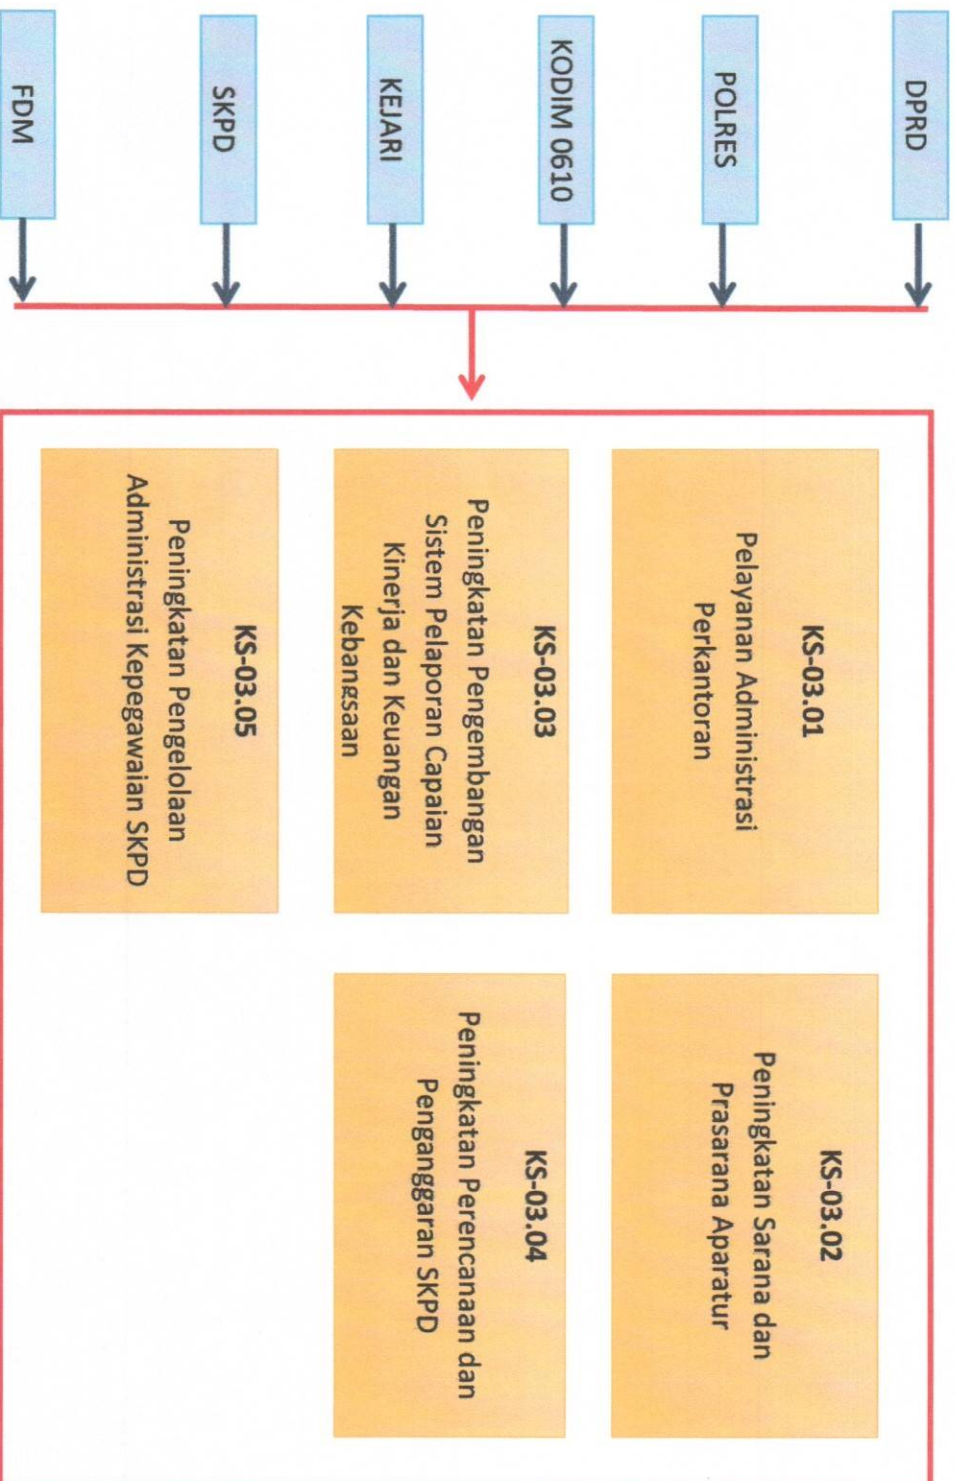 DPRD
POLRES
KODIM 0610
KEJARI
SKPD
FDM
KS-03.01
Pelayanan Administrasi
Perkantoran
KS-03.02
Peningkatan Sarana dan
Prasarana Aparatur
KS-03.03
Peningkatan Pengembangan
Sistem Pelaporan Capaian
Kinerja dan Keuangan
Kebangsaan
KS-03.04
Peningkatan Perencanaan dan
Penganggaran SKPD
KS-03.05
Peningkatan Pengelolaan
Administrasi Kepegawaian SKPD